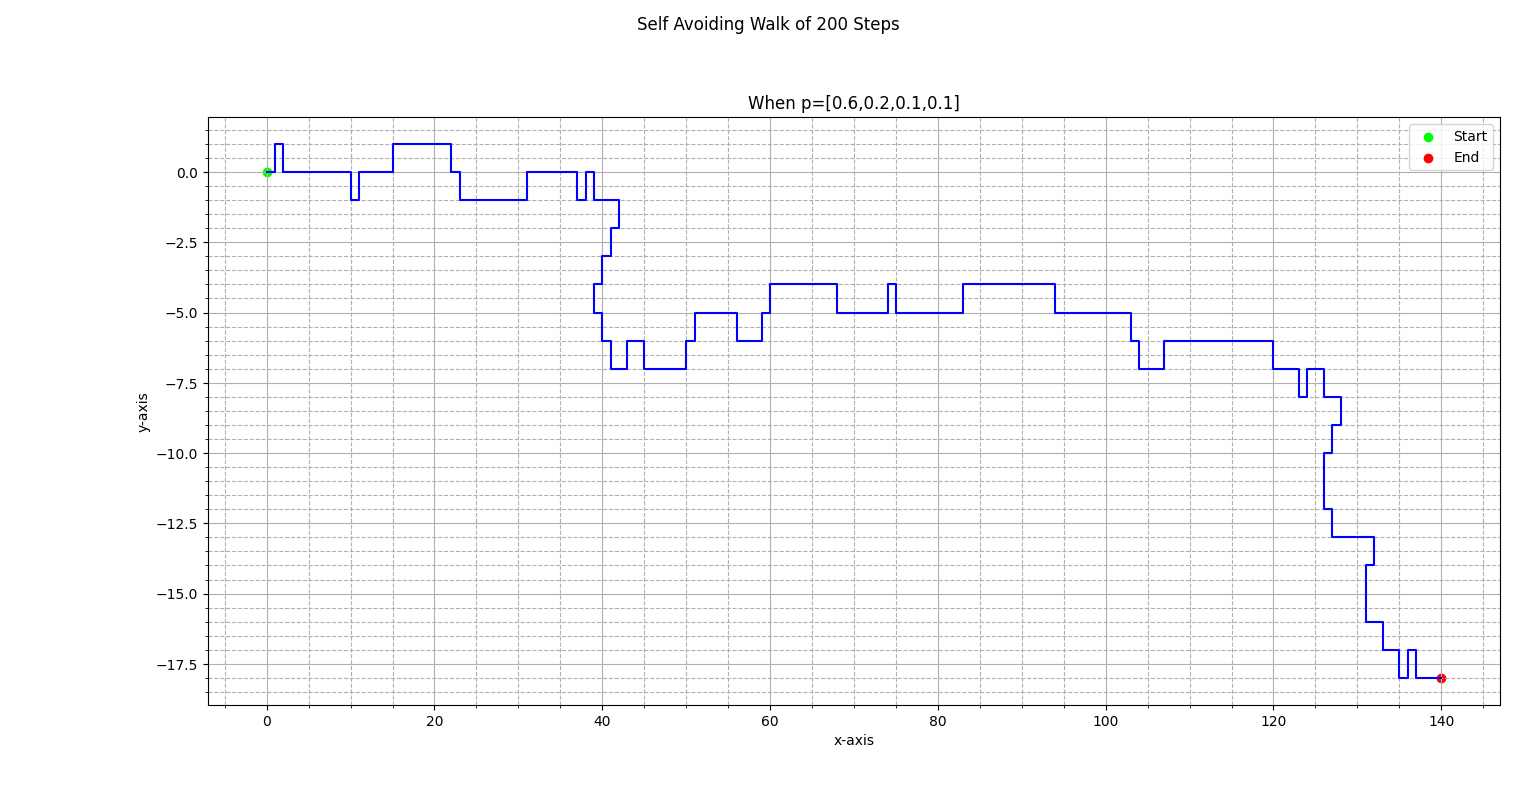 Self Avoiding Walk of 200 Steps
When p=[0.6,0.2,0.1,0.1]
Start
End
0.0
−2.5
−5.0
−7.5
−10.0
−12.5
−15.0
−17.5
y-axis
0 20 40 60 80 100 120 140
x-axis